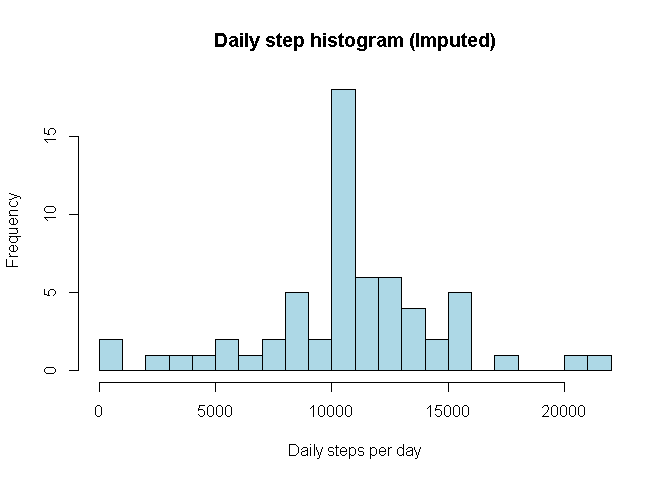 Daily step histogram (Imputed)
Frequency
15
10
5
0
0 5000 10000 15000 20000
Daily steps per day